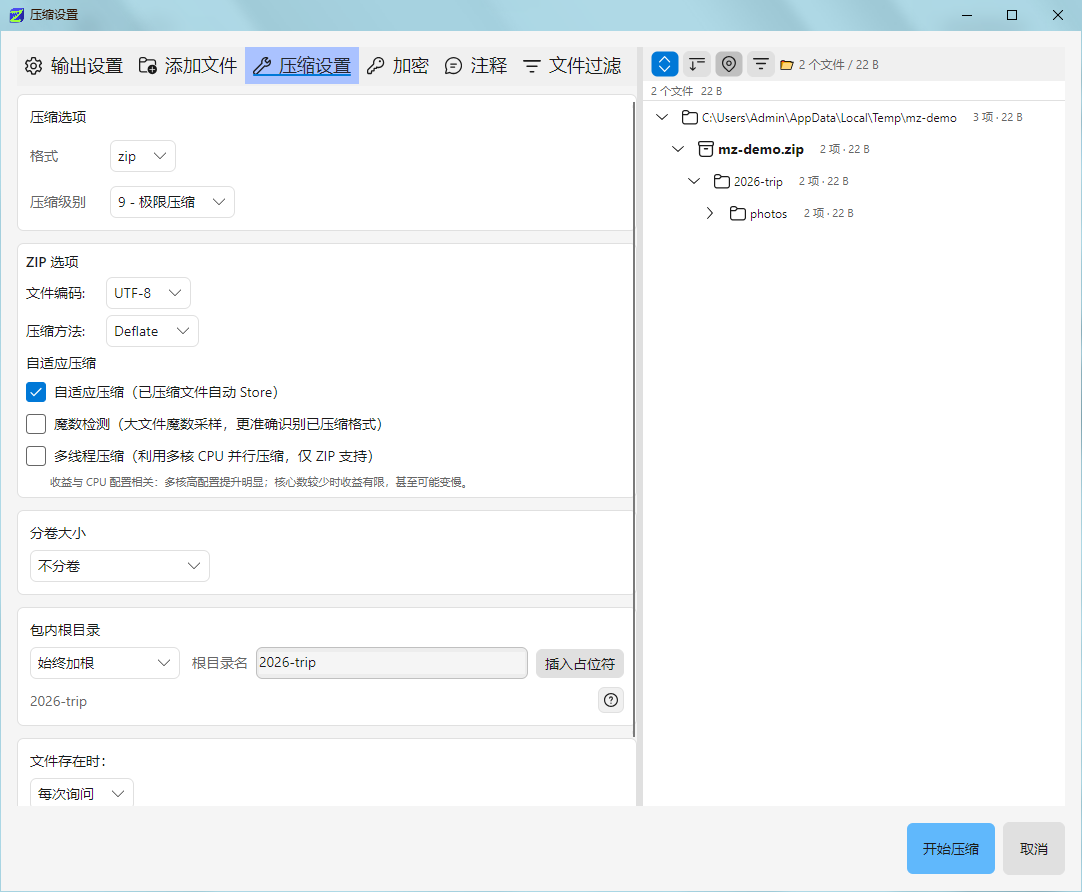 压缩设置
输出设置 添加文件 压缩设置 加密 注释 文件过滤
压缩选项
格式 zip
压缩级别 9 - 极限压缩
ZIP 选项
文件编码: UTF-8
压缩方法: Deflate
自适应压缩
自适应压缩（已压缩文件自动 Store）
魔数检测（大文件魔数采样，更准确识别已压缩格式）
多线程压缩（利用多核 CPU 并行压缩，仅 ZIP 支持）
收益与 CPU 配置相关：多核高配置提升明显；核心数较少时收益有限，甚至可能变慢。
分卷大小
不分卷
包内根目录
始终加根 根目录名 2026-trip 插入占位符
2026-trip
文件存在时:
每次询问
2 个文件 / 22 B
2 个文件 22 B
C:\Users\Admin\AppData\Local\Temp\mz-demo 3 项 · 22 B
mz-demo.zip 2 项 · 22 B
2026-trip 2 项 · 22 B
photos 2 项 · 22 B
开始压缩 取消